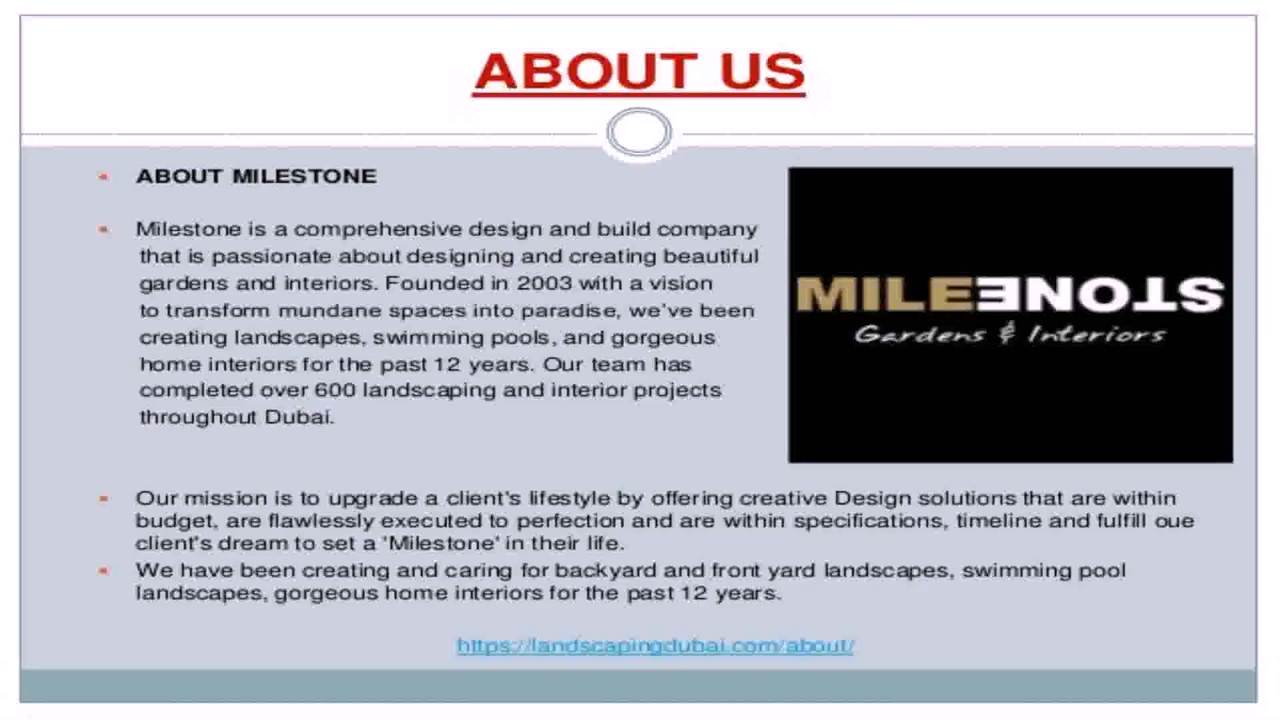 ABOUT US
ABOUT MILESTONE
Milestone is a comprehensive design and build company
that is passionate about designing and creating beautiful
gardens and interiors. Founded in 2003 with a vision
to transform mundane spaces into paradise, we've been
creating landscapes, swimming pools, and gorgeous
home interiors for the past 12 years. Our team has
completed over 600 landscaping and interior projects
throughout Dubai.
MILEƎNO⊥S
Gardens & Interiors
Our mission is to upgrade a client's lifestyle by offering creative Design solutions that are within
budget, are flawlessly executed to perfection and are within specifications, timeline and fulfill oue
client's dream to set a 'Milestone' in their life.
We have been creating and caring for backyard and front yard landscapes, swimming pool
landscapes, gorgeous home interiors for the past 12 years.
https://landscapingdubai.com/about/